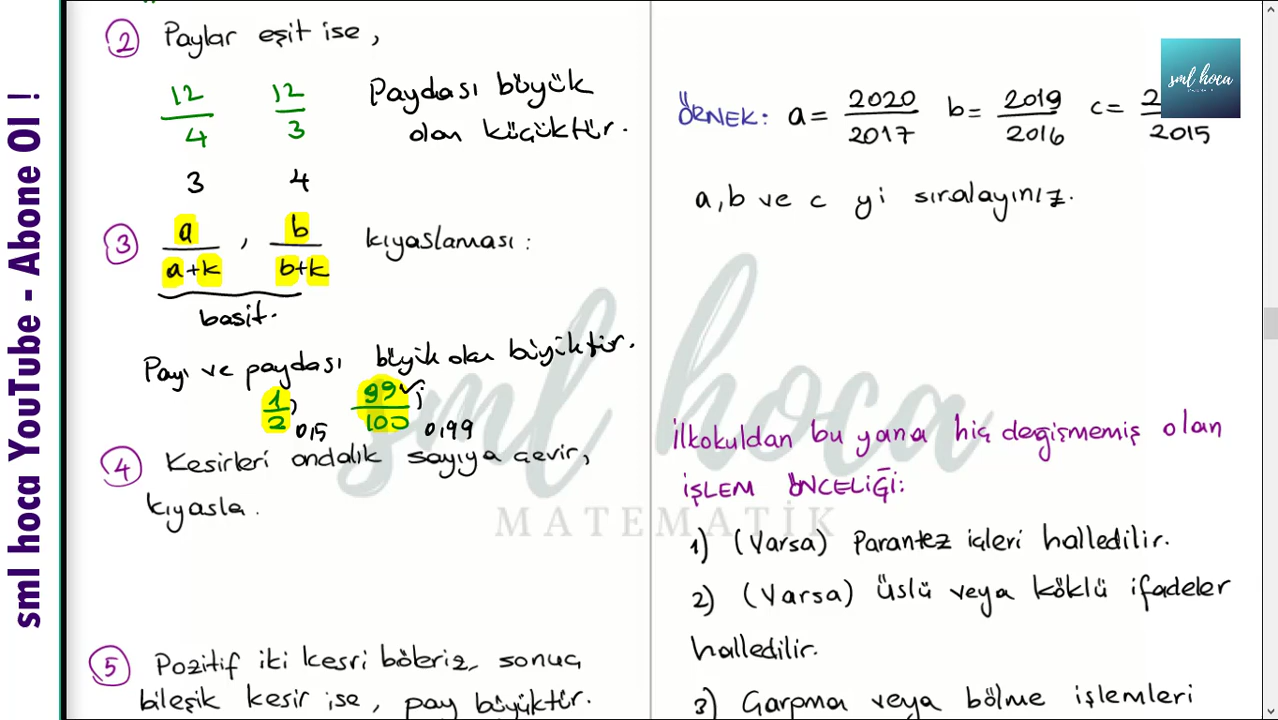 sml hoca YouTube - Abone Ol !
2 Paylar eşit ise,
12/4 12/3 Paydası büyük
olan küçüktür.
3 4
3 a/a+k , b/b+k kıyaslaması:
basit.
Payı ve paydası büyük olan büyüktür.
1/2 99/100
0,5 0,99
4 Kesirleri ondalık sayıya çevir,
kıyasla.
5 Pozitif iki kesri böleriz, sonuç
bileşik kesir ise, pay büyüktür.
sml hoca
ÖRNEK: a= 2020/2017 b= 2019/2016 c= 2 /2015
a,b ve c yi sıralayınız.
sml hoca
MATEMATİK
İlkokuldan bu yana hiç değişmemiş olan
İŞLEM ÖNCELİĞİ:
1) (Varsa) Parantez içleri halledilir.
2) (Varsa) üslü veya köklü ifadeler
halledilir.
3) Çarpma veya bölme işlemleri